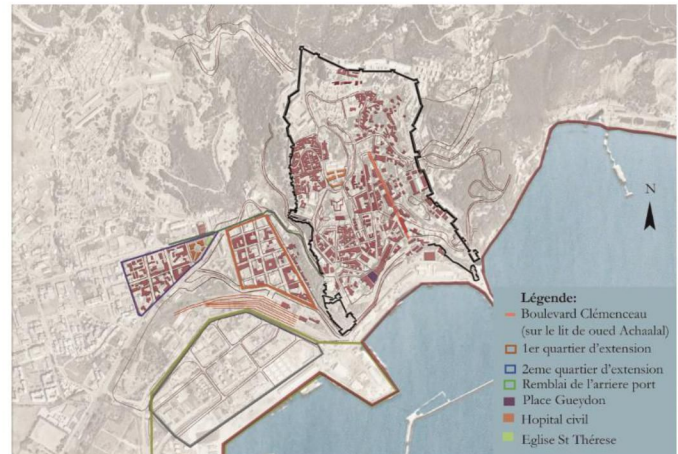 N
Légende:
Boulevard Clémenceau
(sur le lit de oued Achaalal)
1er quartier d'extension
2eme quartier d'extension
Remblai de l'arriere port
Place Gueydon
Hopital civil
Eglise St Thérese